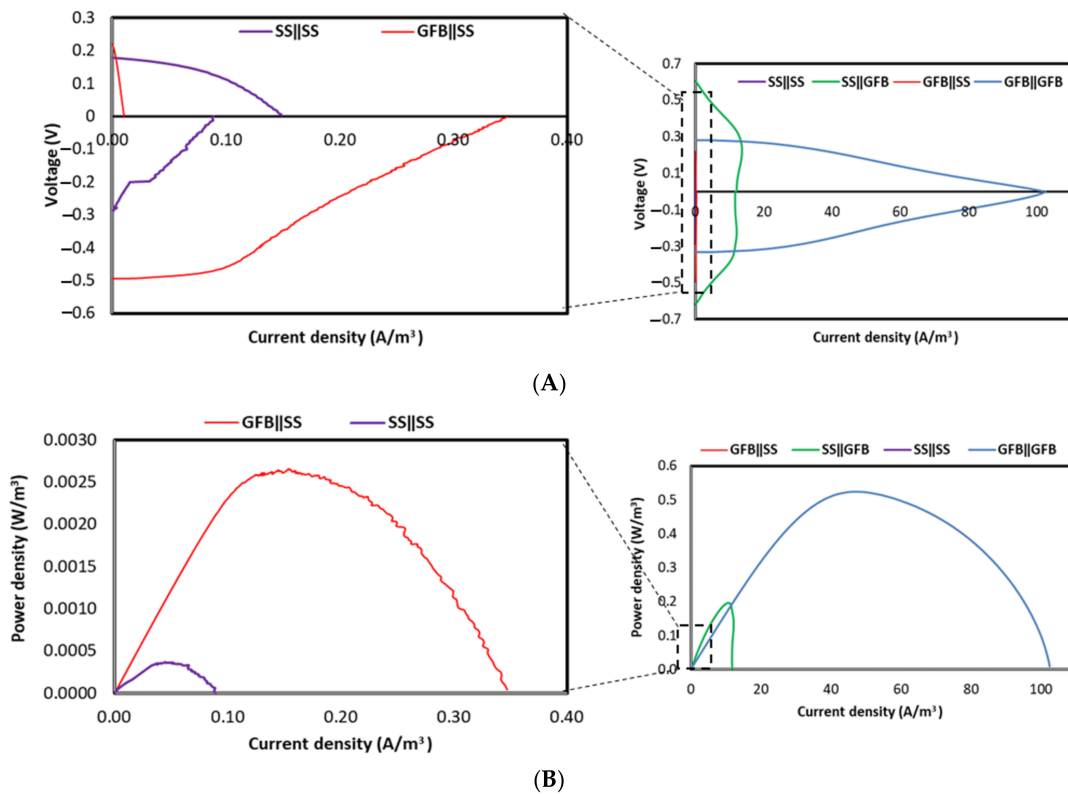 SS||SS GFB||SS
0.3
0.2
0.1
0
−0.1
−0.2
−0.3
−0.4
−0.5
−0.6
0.00 0.10 0.20 0.30 0.40
Voltage (V)
Current density (A/m³)
SS||SS SS||GFB GFB||SS GFB||GFB
0.7
0.5
0.3
0.1
−0.1
−0.3
−0.5
−0.7
0 20 40 60 80 100
Voltage (V)
Current density (A/m³)
(A)
GFB||SS SS||SS
0.0030
0.0025
0.0020
0.0015
0.0010
0.0005
0.0000
0.00 0.10 0.20 0.30 0.40
Power density (W/m³)
Current density (A/m³)
GFB||SS SS||GFB SS||SS GFB||GFB
0.6
0.5
0.4
0.3
0.2
0.1
0.0
0 20 40 60 80 100
Power density (W/m³)
Current density (A/m³)
(B)